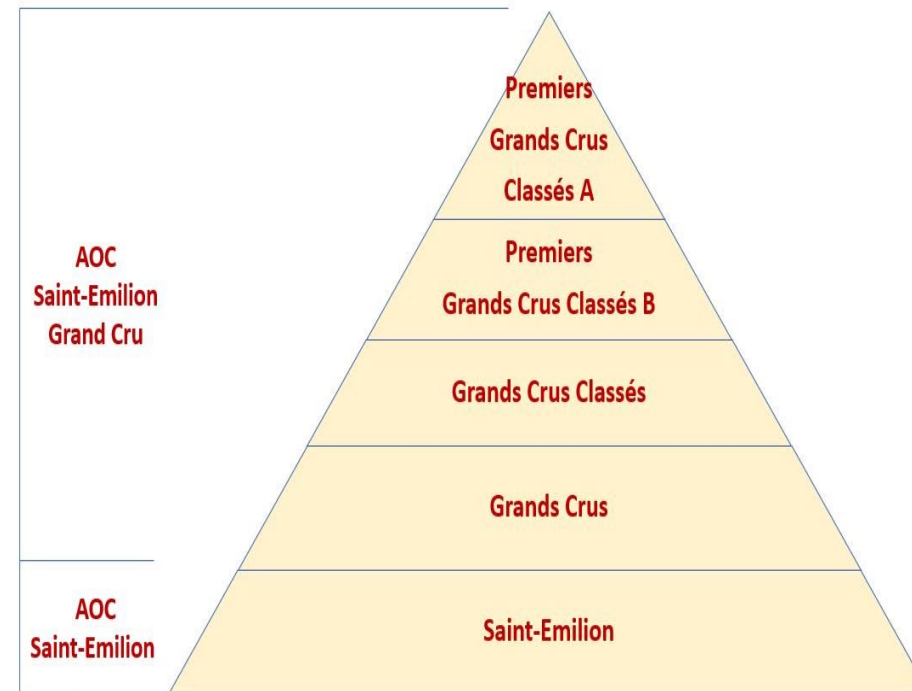 Premiers
Grands Crus
Classés A
Premiers
Grands Crus Classés B
Grands Crus Classés
Grands Crus
Saint-Emilion
AOC
Saint-Emilion
Grand Cru
AOC
Saint-Emilion